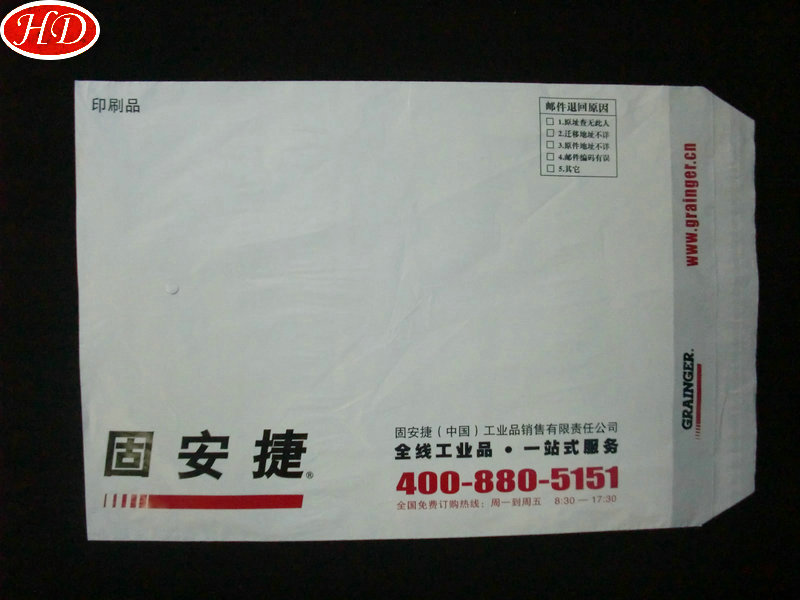 HD
印刷品
邮件退回原因
□ 1.原址查无此人
□ 2.迁移地址不详
□ 3.原件地址不详
□ 4.邮件编码有误
□ 5.其它
www.grainger.cn
GRAINGER.
固安捷®
固安捷（中国）工业品销售有限责任公司
全线工业品·一站式服务
400-880-5151
全国免费订购热线：周一到周五 8:30—17:30